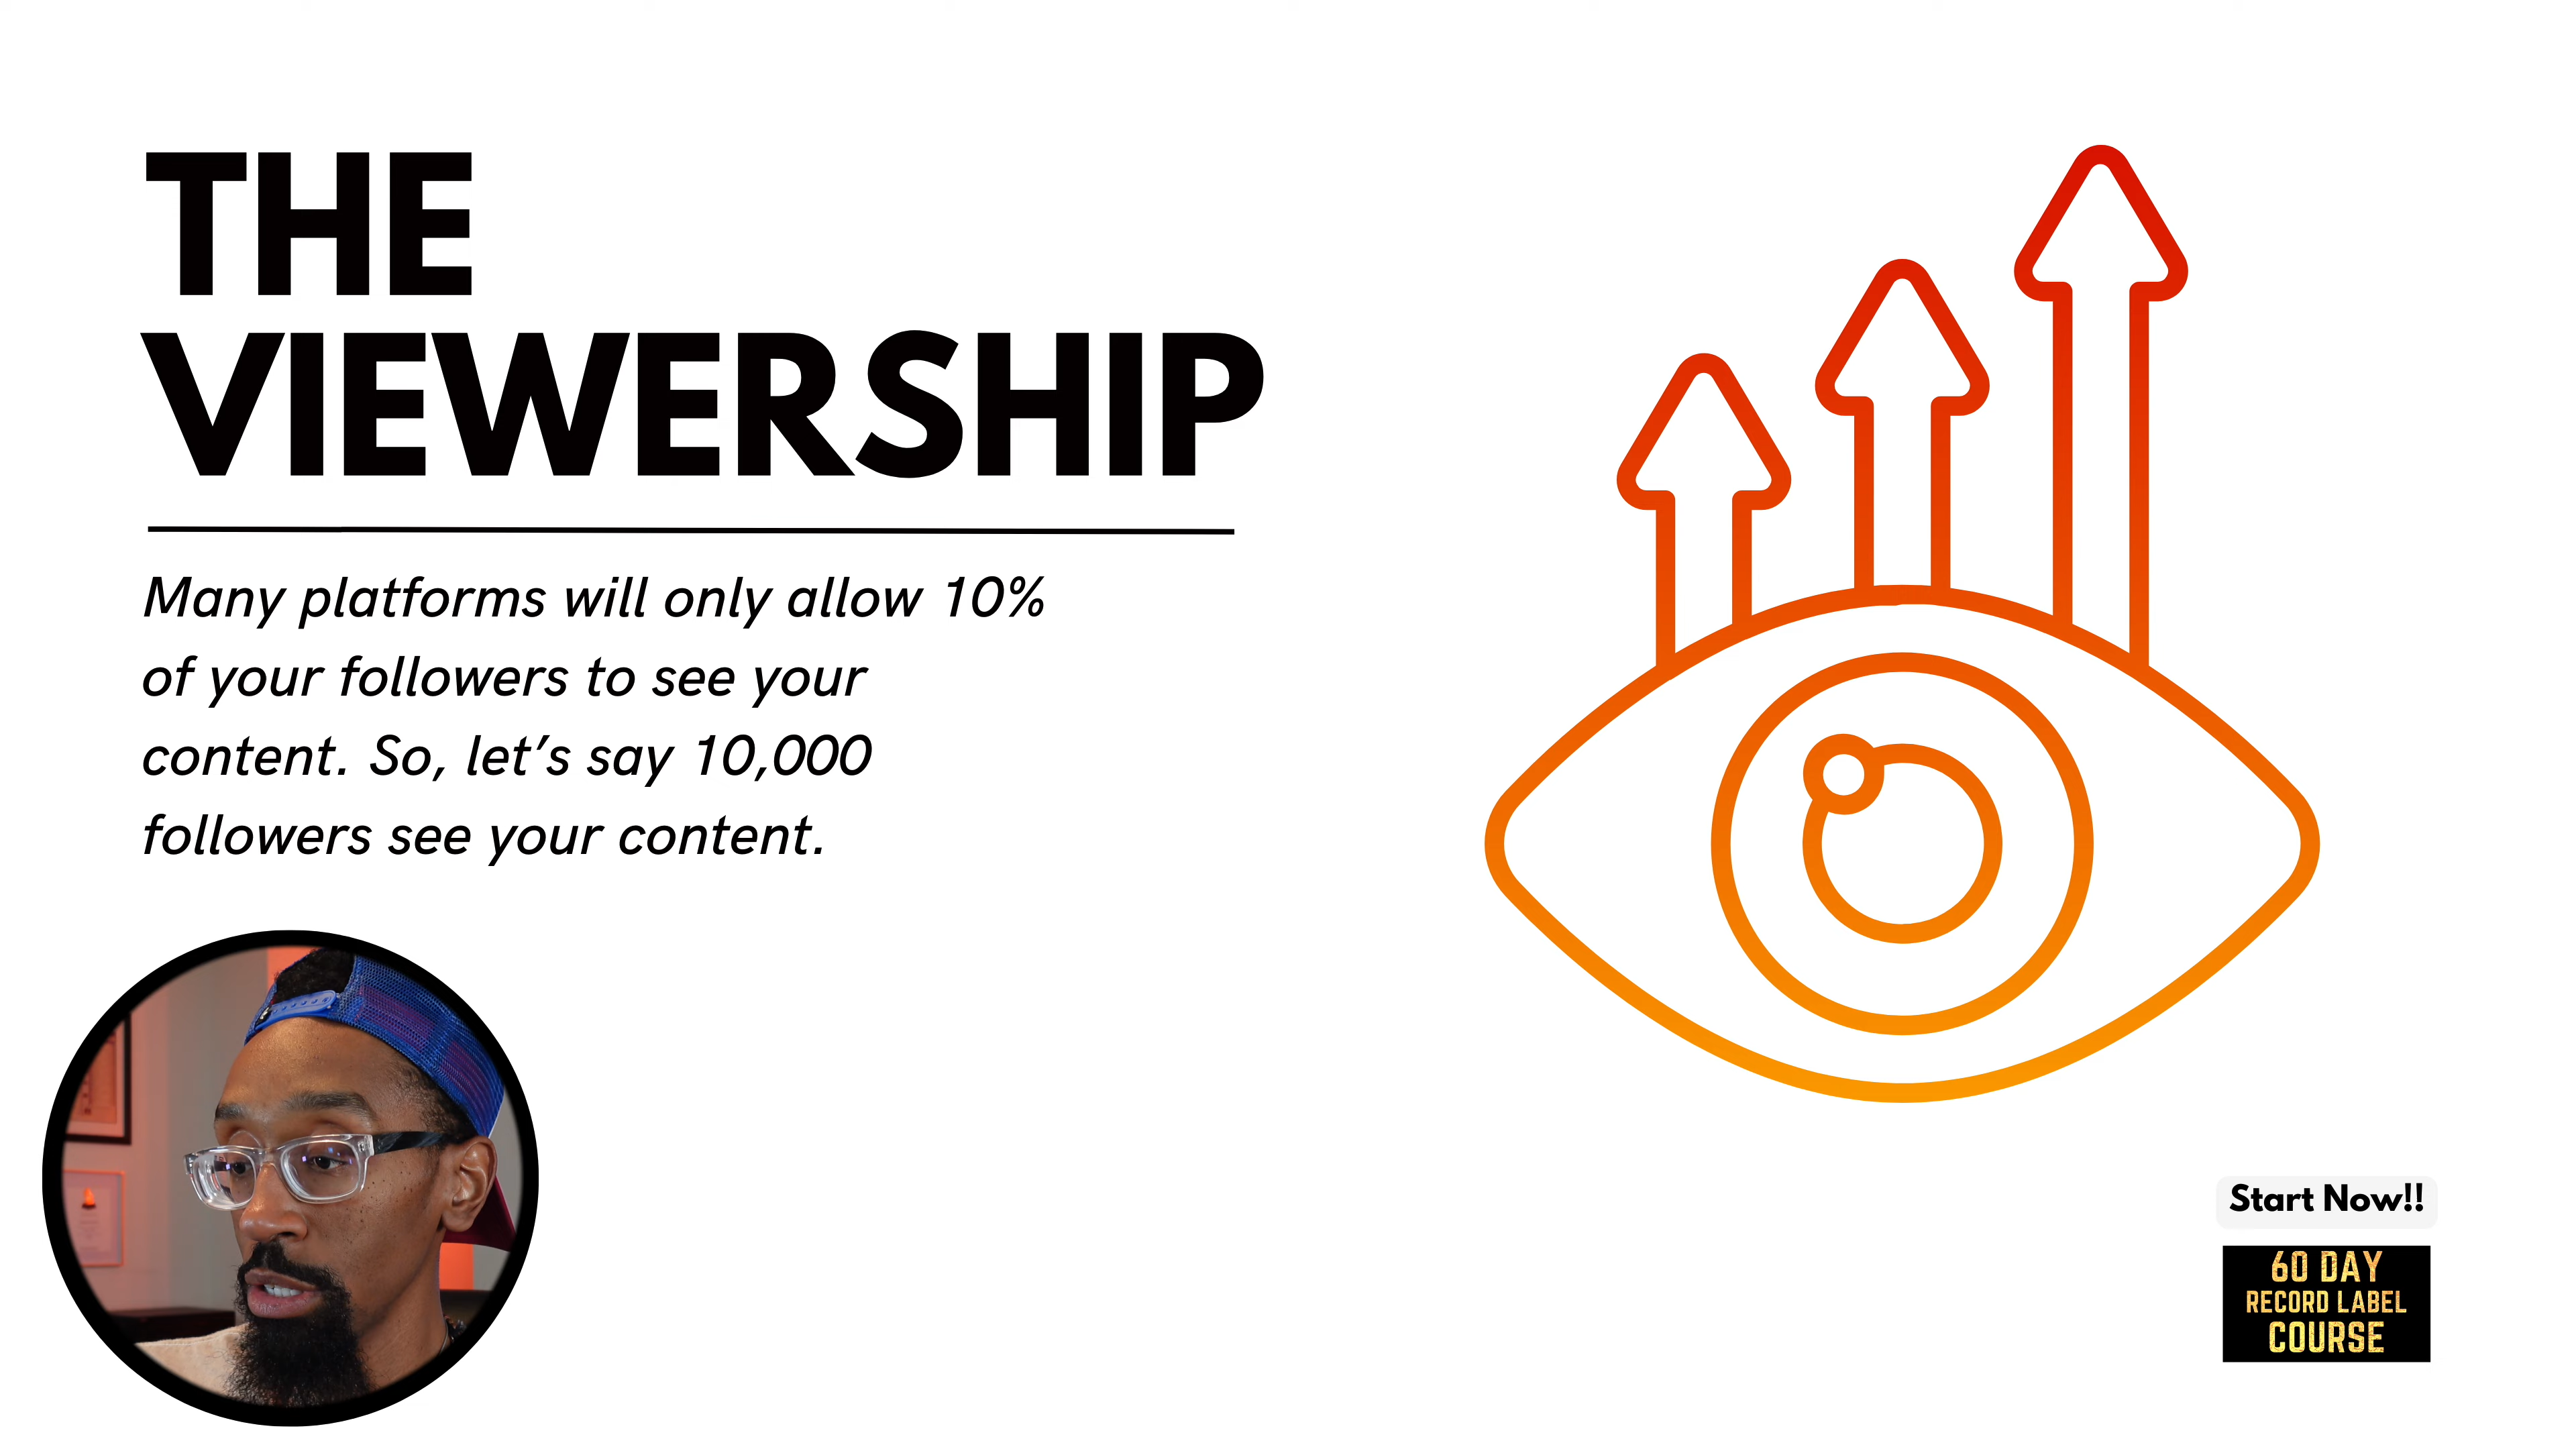 THE
VIEWERSHIP
Many platforms will only allow 10%
of your followers to see your
content. So, let’s say 10,000
followers see your content.
Start Now!!
60 DAY
RECORD LABEL
COURSE